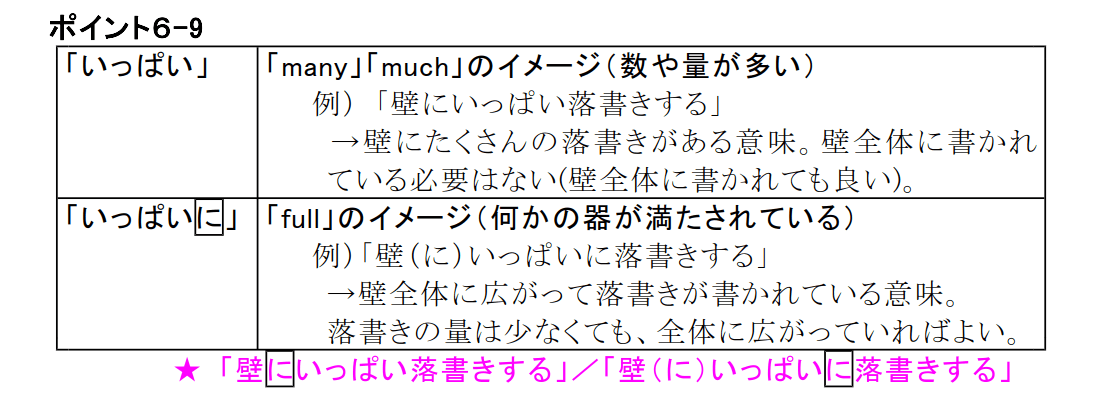 ポイント６-９
「いっぱい」
「many」「much」のイメージ（数や量が多い）
例）「壁にいっぱい落書きする」
→壁にたくさんの落書きがある意味。壁全体に書かれ
ている必要はない(壁全体に書かれても良い)。
「いっぱいに」
「full」のイメージ（何かの器が満たされている）
例）「壁（に）いっぱいに落書きする」
→壁全体に広がって落書きが書かれている意味。
落書きの量は少なくても、全体に広がっていればよい。
★「壁にいっぱい落書きする」／「壁（に）いっぱいに落書きする」